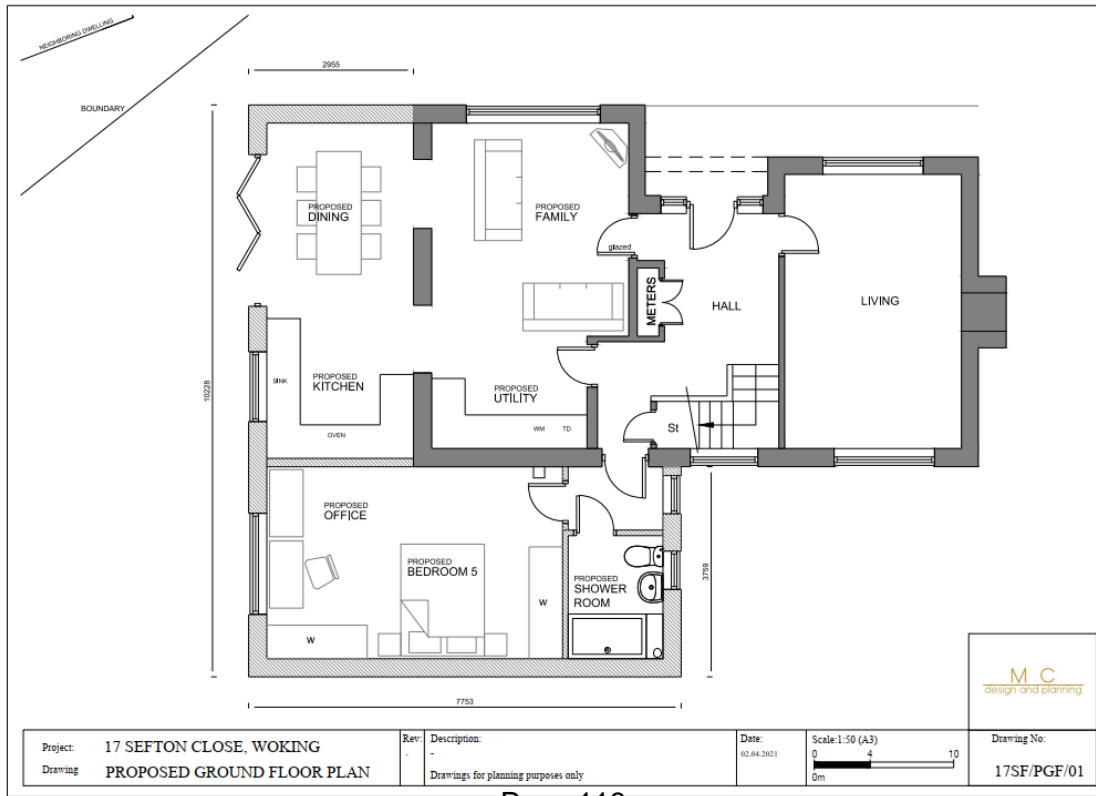 NEIGHBORING DWELLING
BOUNDARY
2955
10228
PROPOSED
DINING
PROPOSED
FAMILY
glazed
METERS
HALL
LIVING
SINK
PROPOSED
KITCHEN
OVEN
PROPOSED
UTILITY
WM TD
St
PROPOSED
OFFICE
PROPOSED
BEDROOM 5
W
W
PROPOSED
SHOWER
ROOM
3759
7753
M C
design and planning
Project: 17 SEFTON CLOSE, WOKING
Drawing PROPOSED GROUND FLOOR PLAN
Rev:
-
Description:
-
Drawings for planning purposes only
Date:
02.04.2021
Scale:1:50 (A3)
0 4 10
0m
Drawing No:
17SF/PGF/01